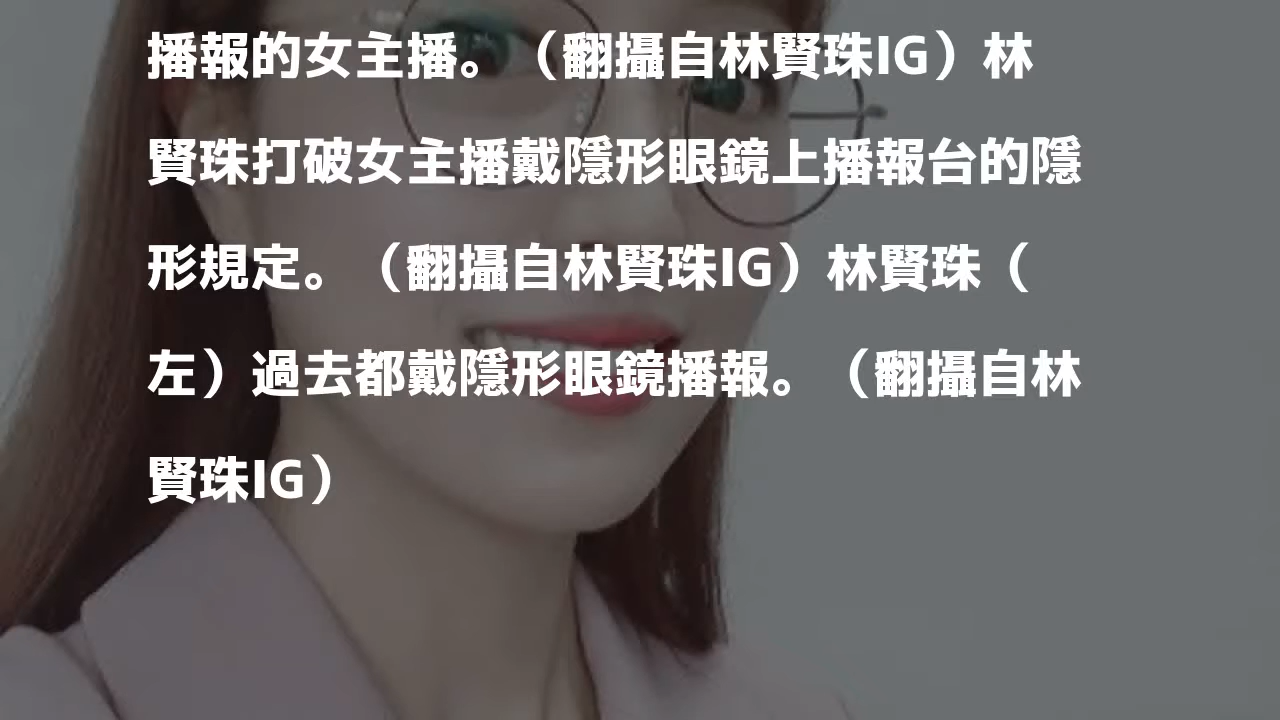 播報的女主播。（翻攝自林賢珠IG）林
賢珠打破女主播戴隱形眼鏡上播報台的隱
形規定。（翻攝自林賢珠IG）林賢珠（
左）過去都戴隱形眼鏡播報。（翻攝自林
賢珠IG）